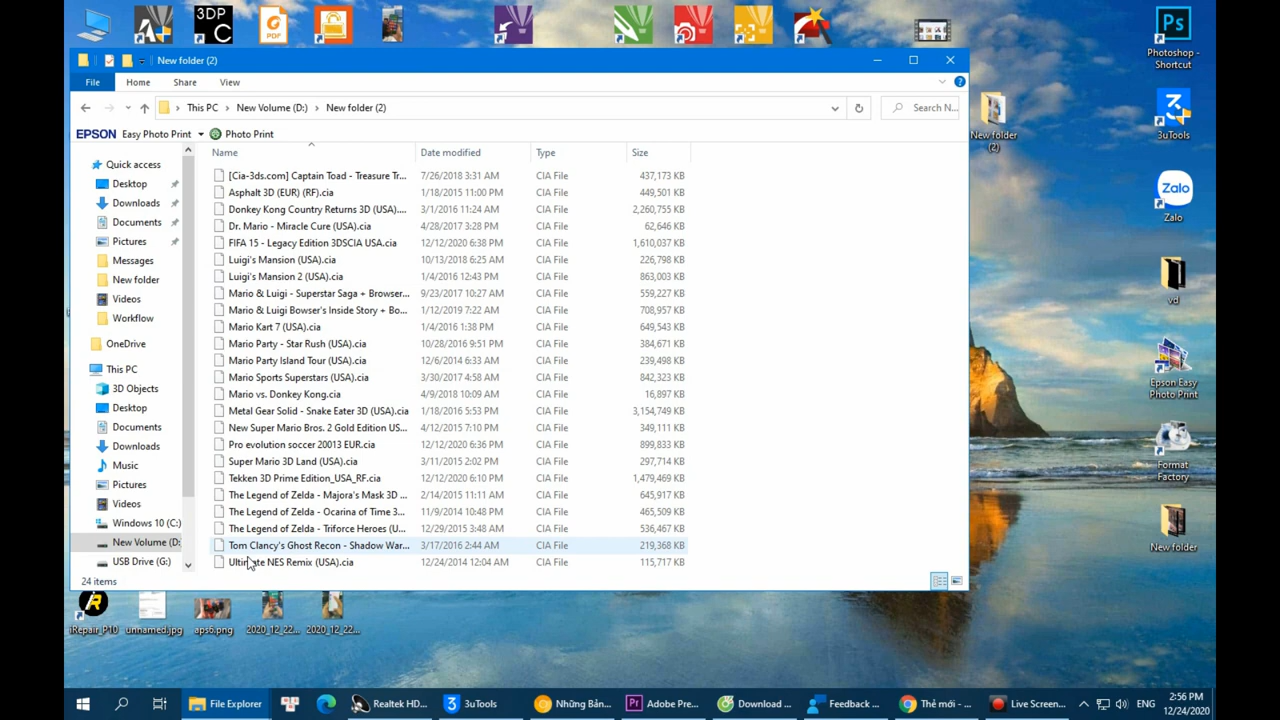 3DP
C
PDF
Ps
Photoshop -
Shortcut
New folder (2)
File Home Share View
This PC New Volume (D:) New folder (2) Search N...
EPSON Easy Photo Print Photo Print
New folder
(2)
3uTools
Zalo
Zalo
vd
Epson Easy
Photo Print
Format
Factory
New folder
Quick access
Desktop
Downloads
Documents
Pictures
Messages
New folder
Videos
Workflow
OneDrive
This PC
3D Objects
Desktop
Documents
Downloads
Music
Pictures
Videos
Windows 10 (C:)
New Volume (D:
USB Drive (G:)
Name Date modified Type Size
[Cia-3ds.com] Captain Toad - Treasure Tr... 7/26/2018 3:31 AM CIA File 437,173 KB
Asphalt 3D (EUR) (RF).cia 1/18/2015 11:00 PM CIA File 449,501 KB
Donkey Kong Country Returns 3D (USA).... 3/1/2016 11:24 AM CIA File 2,260,755 KB
Dr. Mario - Miracle Cure (USA).cia 4/28/2017 3:28 PM CIA File 62,646 KB
FIFA 15 - Legacy Edition 3DSCIA USA.cia 12/12/2020 6:38 PM CIA File 1,610,037 KB
Luigi's Mansion (USA).cia 10/13/2018 6:25 AM CIA File 226,798 KB
Luigi's Mansion 2 (USA).cia 1/4/2016 12:43 PM CIA File 863,003 KB
Mario & Luigi - Superstar Saga + Browser... 9/23/2017 10:27 AM CIA File 559,227 KB
Mario & Luigi Bowser's Inside Story + Bo... 1/12/2019 7:22 AM CIA File 708,957 KB
Mario Kart 7 (USA).cia 1/4/2016 1:38 PM CIA File 649,543 KB
Mario Party - Star Rush (USA).cia 10/28/2016 9:51 PM CIA File 384,671 KB
Mario Party Island Tour (USA).cia 12/6/2014 6:33 AM CIA File 239,498 KB
Mario Sports Superstars (USA).cia 3/30/2017 4:58 AM CIA File 842,323 KB
Mario vs. Donkey Kong.cia 4/9/2018 10:09 AM CIA File 16,897 KB
Metal Gear Solid - Snake Eater 3D (USA).cia 1/18/2016 5:53 PM CIA File 3,154,749 KB
New Super Mario Bros. 2 Gold Edition US... 4/12/2015 7:10 PM CIA File 349,111 KB
Pro evolution soccer 20013 EUR.cia 12/12/2020 6:36 PM CIA File 899,833 KB
Super Mario 3D Land (USA).cia 3/11/2015 2:02 PM CIA File 297,714 KB
Tekken 3D Prime Edition_USA_RF.cia 12/12/2020 6:10 PM CIA File 1,479,469 KB
The Legend of Zelda - Majora's Mask 3D ... 2/14/2015 11:11 AM CIA File 645,917 KB
The Legend of Zelda - Ocarina of Time 3... 11/9/2014 10:48 PM CIA File 465,509 KB
The Legend of Zelda - Triforce Heroes (U... 12/29/2015 3:48 AM CIA File 536,467 KB
Tom Clancy's Ghost Recon - Shadow War... 3/17/2016 2:44 AM CIA File 219,368 KB
Ultimate NES Remix (USA).cia 12/24/2014 12:04 AM CIA File 115,717 KB
24 items
iRepair_P10 unnamed.jpg aps6.png 2020_12_22... 2020_12_22...
File Explorer Realtek HD... 3uTools Những Bản... Adobe Pre... Download ... Feedback ... Thẻ mới - ... Live Screen... ENG 2:56 PM
12/24/2020